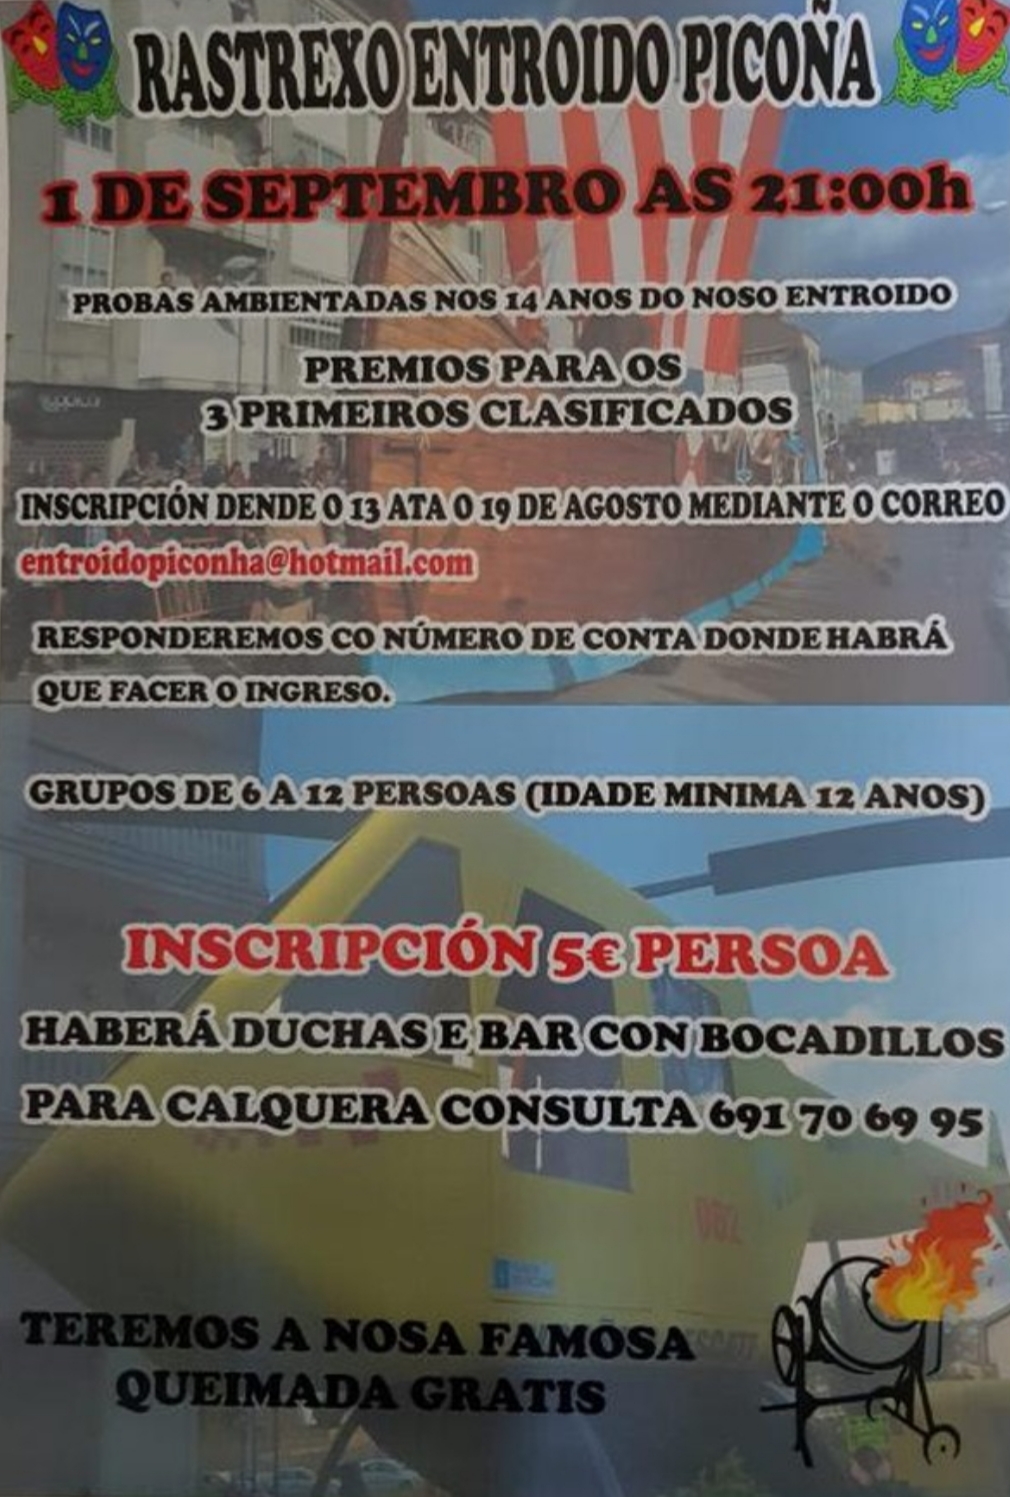 RASTREXO ENTROIDO PICOÑA
1 DE SEPTEMBRO AS 21:00h
PROBAS AMBIENTADAS NOS 14 ANOS DO NOSO ENTROIDO
PREMIOS PARA OS
3 PRIMEIROS CLASIFICADOS
INSCRIPCIÓN DENDE O 13 ATA O 19 DE AGOSTO MEDIANTE O CORREO
entroidopiconha@hotmail.com
RESPONDEREMOS CO NÚMERO DE CONTA DONDE HABRÁ
QUE FACER O INGRESO.
GRUPOS DE 6 A 12 PERSOAS (IDADE MINIMA 12 ANOS)
INSCRIPCIÓN 5€ PERSOA
HABERÁ DUCHAS E BAR CON BOCADILLOS
PARA CALQUERA CONSULTA 691 70 69 95
062
TEREMOS A NOSA FAMOSA
QUEIMADA GRATIS